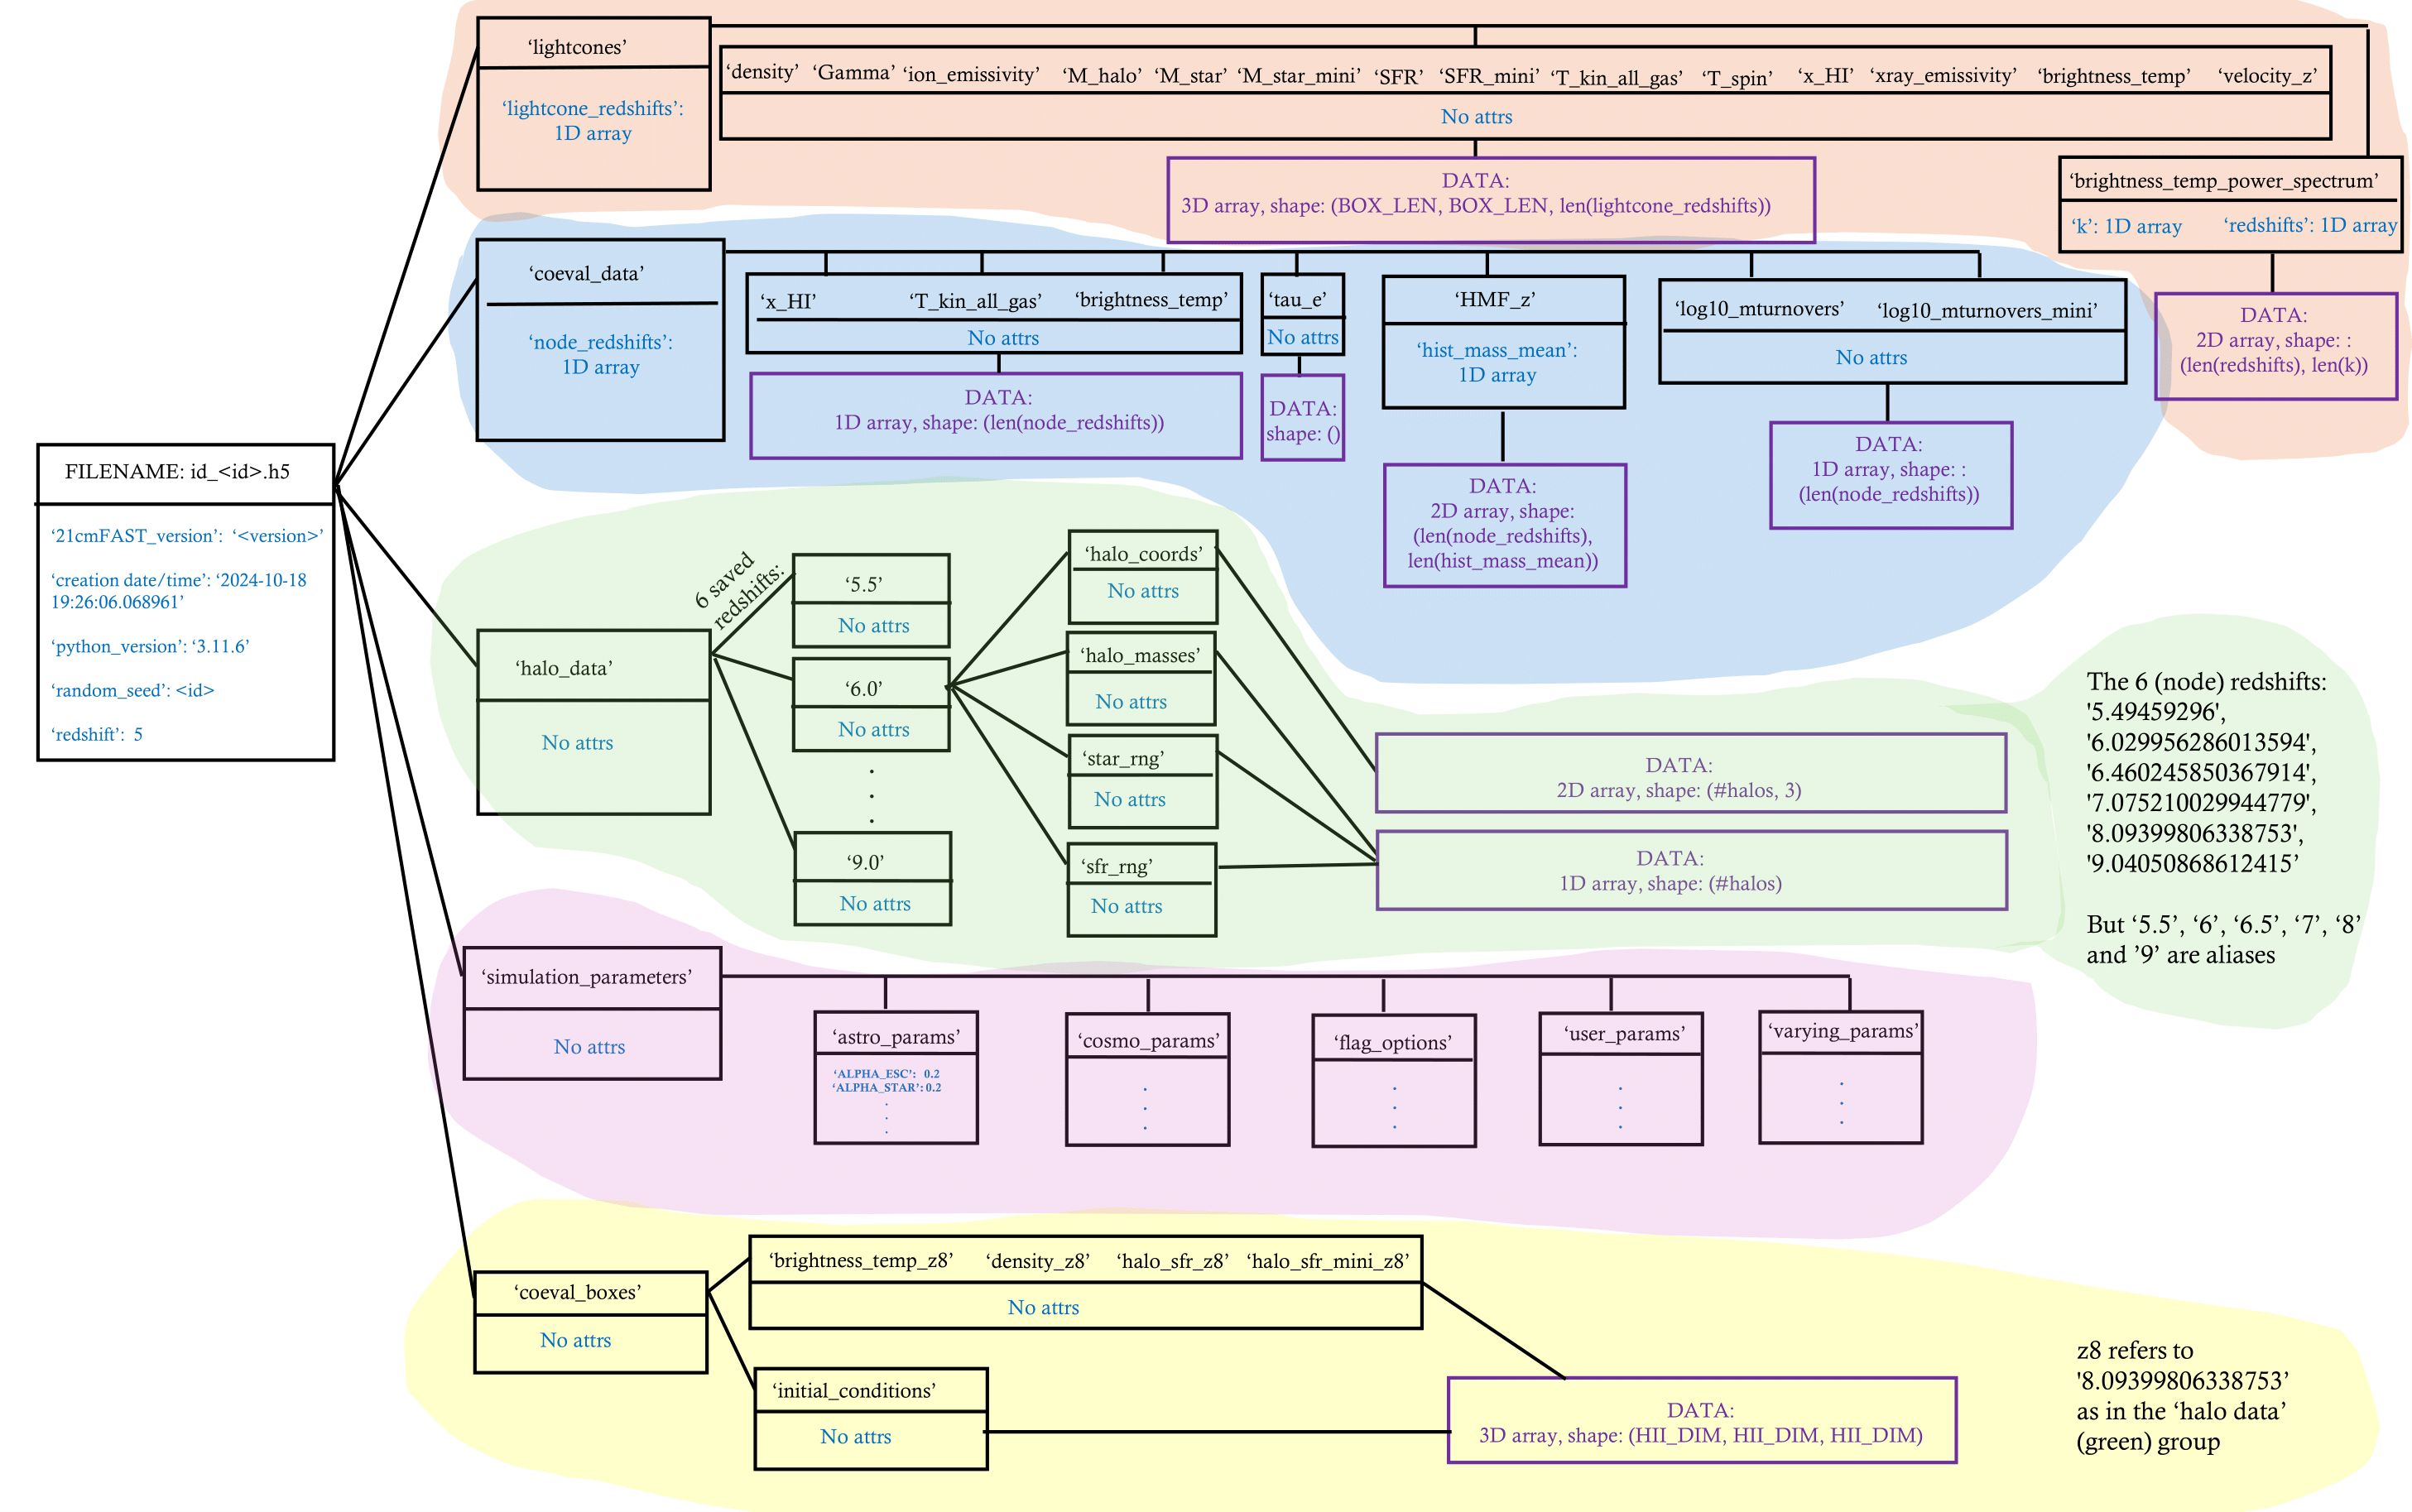 ‘lightcones’
‘lightcone_redshifts’:
1D array
‘density’ ‘Gamma’ ‘ion_emissivity’ ‘M_halo’ ‘M_star’ ‘M_star_mini’ ‘SFR’ ‘SFR_mini’ ‘T_kin_all_gas’ ‘T_spin’ ‘x_HI’ ‘xray_emissivity’ ‘brightness_temp’ ‘velocity_z’
No attrs
DATA:
3D array, shape: (BOX_LEN, BOX_LEN, len(lightcone_redshifts))
‘brightness_temp_power_spectrum’
‘k’: 1D array ‘redshifts’: 1D array
DATA:
2D array, shape: :
(len(redshifts), len(k))
‘coeval_data’
‘node_redshifts’:
1D array
‘x_HI’ ‘T_kin_all_gas’ ‘brightness_temp’
No attrs
DATA:
1D array, shape: (len(node_redshifts))
‘tau_e’
No attrs
DATA:
shape: ()
‘HMF_z’
‘hist_mass_mean’:
1D array
DATA:
2D array, shape:
(len(node_redshifts),
len(hist_mass_mean))
‘log10_mturnovers’ ‘log10_mturnovers_mini’
No attrs
DATA:
1D array, shape: :
(len(node_redshifts))
FILENAME: id_<id>.h5
‘21cmFAST_version’: ‘<version>’
‘creation date/time’: ‘2024-10-18
19:26:06.068961’
‘python_version’: ‘3.11.6’
‘random_seed’: <id>
‘redshift’: 5
‘halo_data’
No attrs
6 saved
redshifts:
‘5.5’
No attrs
‘6.0’
No attrs
.
.
.
‘9.0’
No attrs
‘halo_coords’
No attrs
‘halo_masses’
No attrs
‘star_rng’
No attrs
‘sfr_rng’
No attrs
DATA:
2D array, shape: (#halos, 3)
DATA:
1D array, shape: (#halos)
The 6 (node) redshifts:
'5.49459296',
'6.029956286013594',
'6.460245850367914',
'7.075210029944779',
'8.09399806338753',
'9.04050868612415’
But ‘5.5’, ‘6’, ‘6.5’, ‘7’, ‘8’
and ’9’ are aliases
‘simulation_parameters’
No attrs
‘astro_params’
‘ALPHA_ESC’: 0.2
‘ALPHA_STAR’: 0.2
.
.
.
‘cosmo_params’
.
.
.
‘flag_options’
.
.
.
‘user_params’
.
.
.
‘varying_params’
.
.
.
‘coeval_boxes’
No attrs
‘brightness_temp_z8’ ‘density_z8’ ‘halo_sfr_z8’ ‘halo_sfr_mini_z8’
No attrs
‘initial_conditions’
No attrs
DATA:
3D array, shape: (HII_DIM, HII_DIM, HII_DIM)
z8 refers to
'8.09399806338753’
as in the ‘halo data’
(green) group